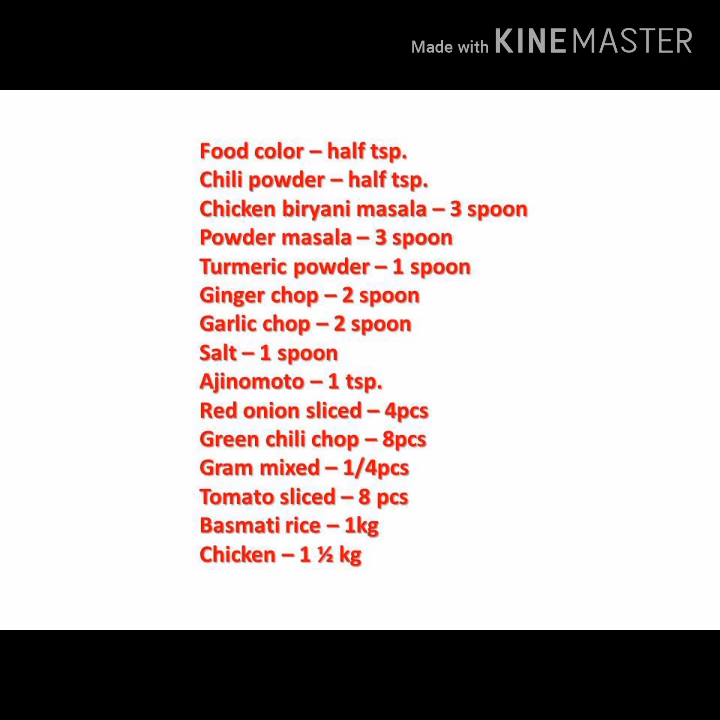 Made with KINEMASTER
Food color – half tsp.
Chili powder – half tsp.
Chicken biryani masala – 3 spoon
Powder masala – 3 spoon
Turmeric powder – 1 spoon
Ginger chop – 2 spoon
Garlic chop – 2 spoon
Salt – 1 spoon
Ajinomoto – 1 tsp.
Red onion sliced – 4pcs
Green chili chop – 8pcs
Gram mixed – 1/4pcs
Tomato sliced – 8 pcs
Basmati rice – 1kg
Chicken – 1 ½ kg